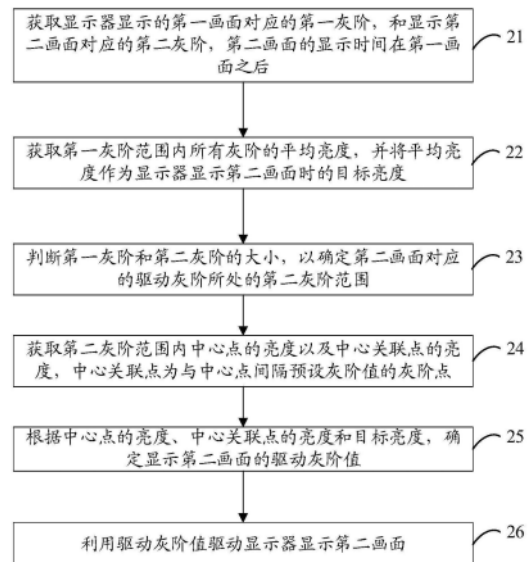 获取显示器显示的第一画面对应的第一灰阶，和显示第
二画面对应的第二灰阶，第二画面的显示时间在第一画
面之后
21
获取第一灰阶范围内所有灰阶的平均亮度，并将平均亮
度作为显示器显示第二画面时的目标亮度
22
判断第一灰阶和第二灰阶的大小，以确定第二画面对应
的驱动灰阶所处的第二灰阶范围
23
获取第二灰阶范围内中心点的亮度以及中心关联点的亮
度，中心关联点为与中心点间隔预设灰阶值的灰阶点
24
根据中心点的亮度、中心关联点的亮度和目标亮度，确
定显示第二画面的驱动灰阶值
25
利用驱动灰阶值驱动显示器显示第二画面
26